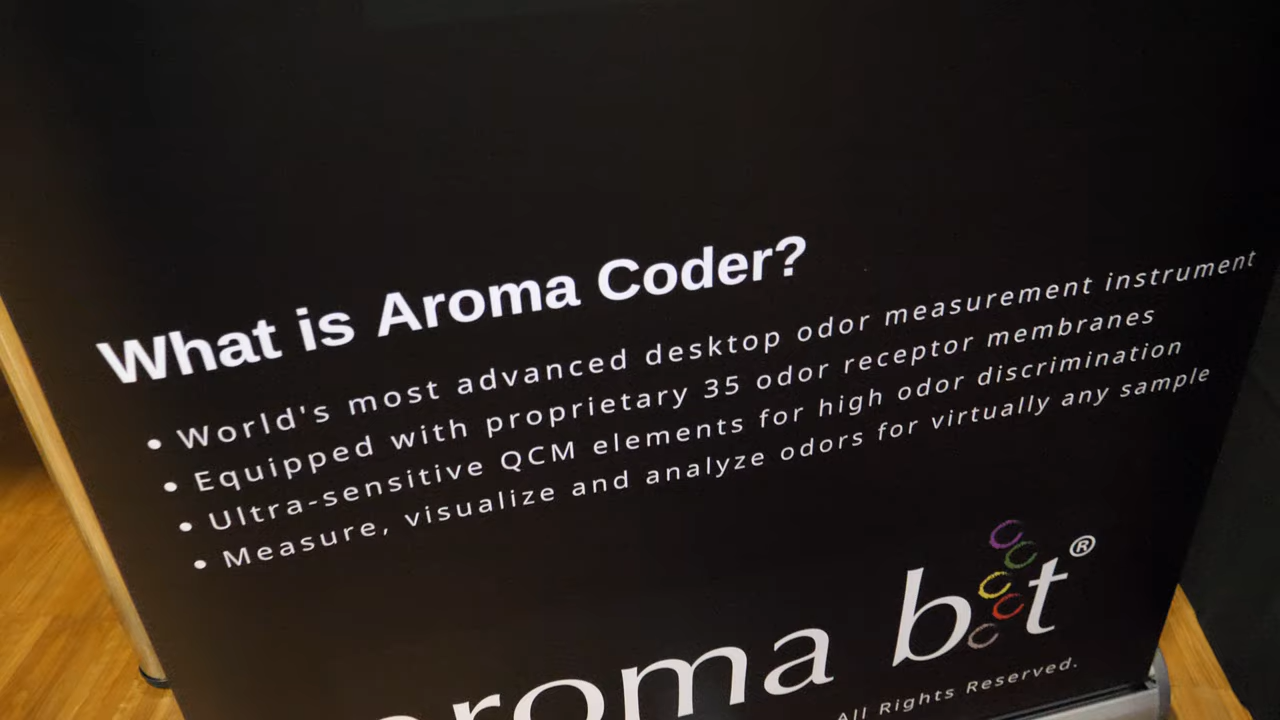 What is Aroma Coder?
• World's most advanced desktop odor measurement instrument
• Equipped with proprietary 35 odor receptor membranes
• Ultra-sensitive QCM elements for high odor discrimination
• Measure, visualize and analyze odors for virtually any sample
aroma bit®
All Rights Reserved.